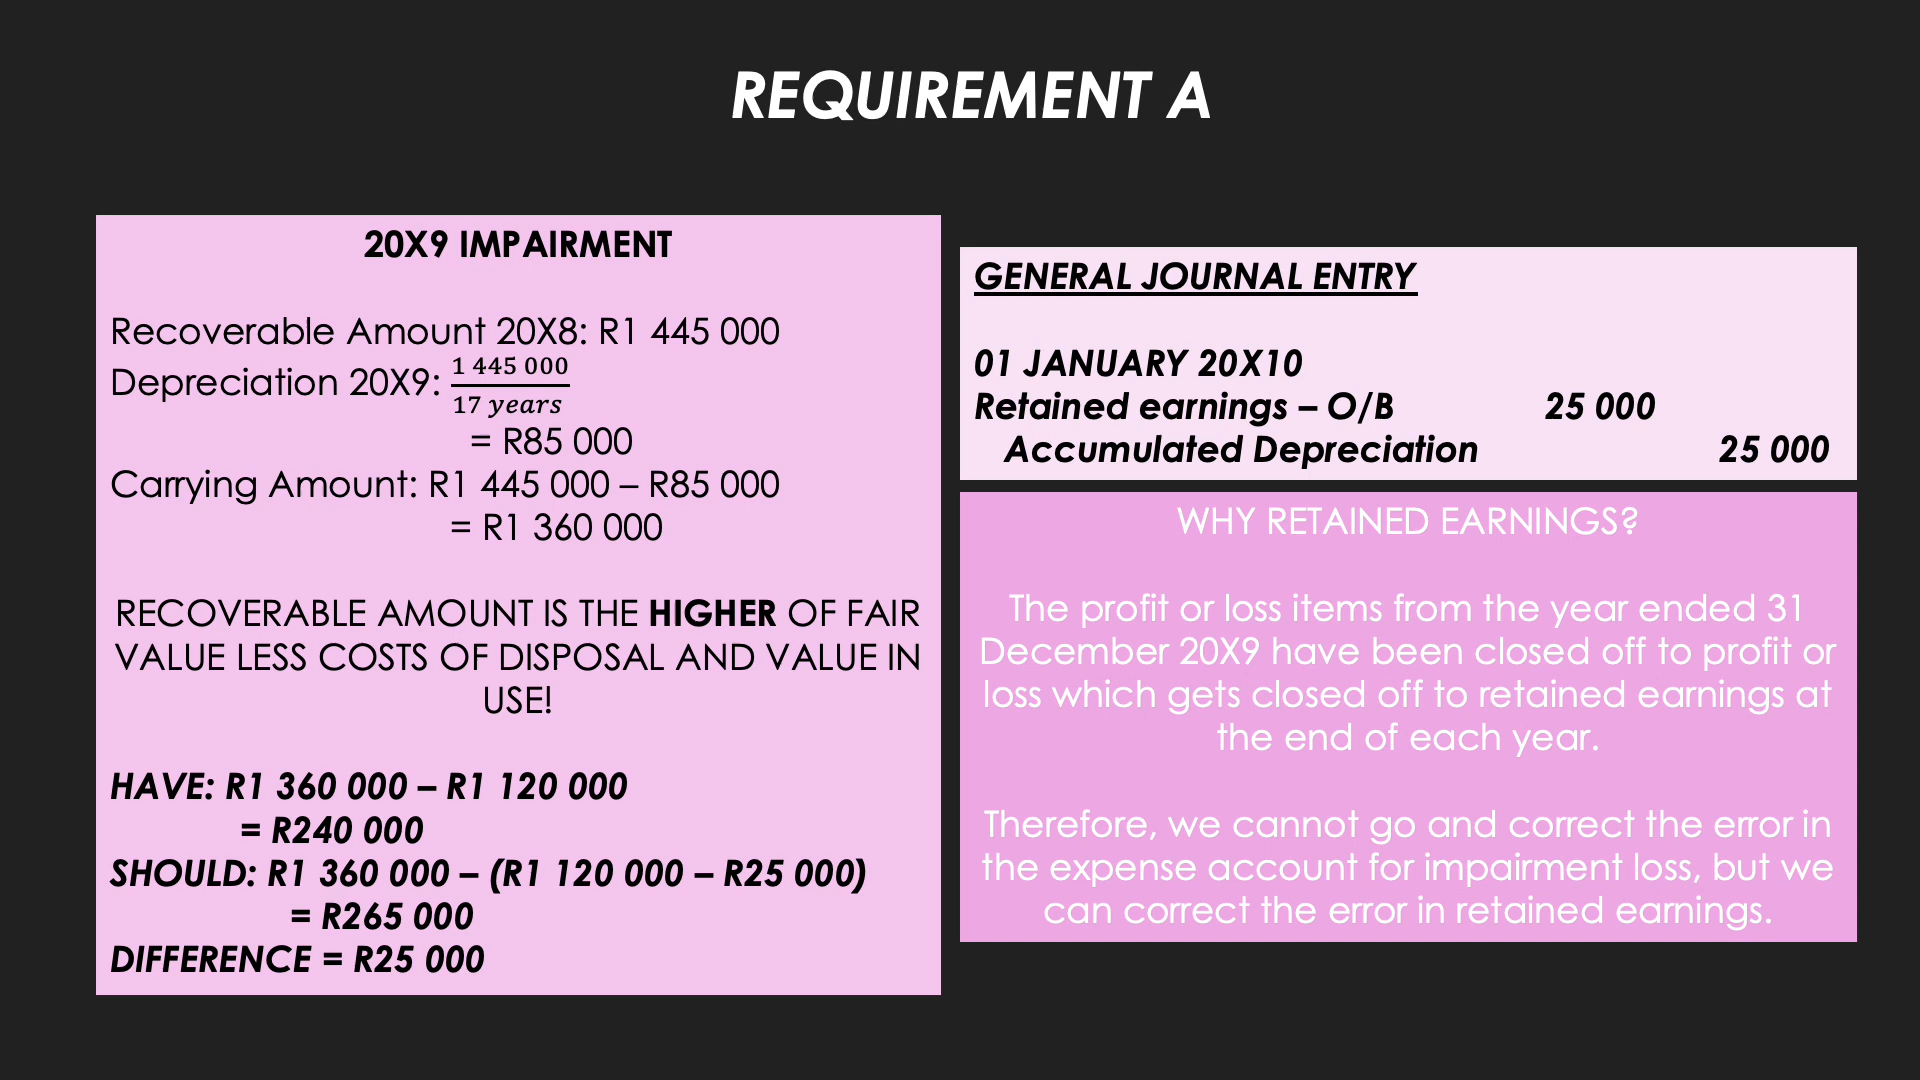 REQUIREMENT A
20X9 IMPAIRMENT
Recoverable Amount 20X8: R1 445 000
Depreciation 20X9: 1 445 000 / 17 years
= R85 000
Carrying Amount: R1 445 000 – R85 000
= R1 360 000
RECOVERABLE AMOUNT IS THE HIGHER OF FAIR
VALUE LESS COSTS OF DISPOSAL AND VALUE IN
USE!
HAVE: R1 360 000 – R1 120 000
= R240 000
SHOULD: R1 360 000 – (R1 120 000 – R25 000)
= R265 000
DIFFERENCE = R25 000
GENERAL JOURNAL ENTRY
01 JANUARY 20X10
Retained earnings – O/B 25 000
Accumulated Depreciation 25 000
WHY RETAINED EARNINGS?
The profit or loss items from the year ended 31
December 20X9 have been closed off to profit or
loss which gets closed off to retained earnings at
the end of each year.
Therefore, we cannot go and correct the error in
the expense account for impairment loss, but we
can correct the error in retained earnings.